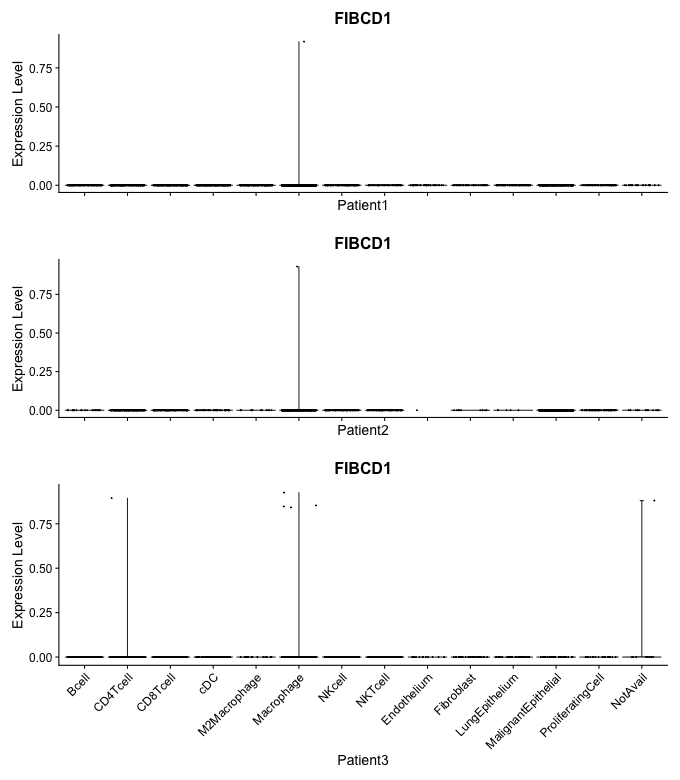 FIBCD1
Expression Level
0.75
0.50
0.25
0.00
Patient1
FIBCD1
Expression Level
0.75
0.50
0.25
0.00
Patient2
FIBCD1
Expression Level
0.75
0.50
0.25
0.00
Bcell
CD4Tcell
CD8Tcell
cDC
M2Macrophage
Macrophage
NKcell
NKTcell
Endothelium
Fibroblast
LungEpithelium
MalignantEpithelial
ProliferatingCell
NotAvail
Patient3